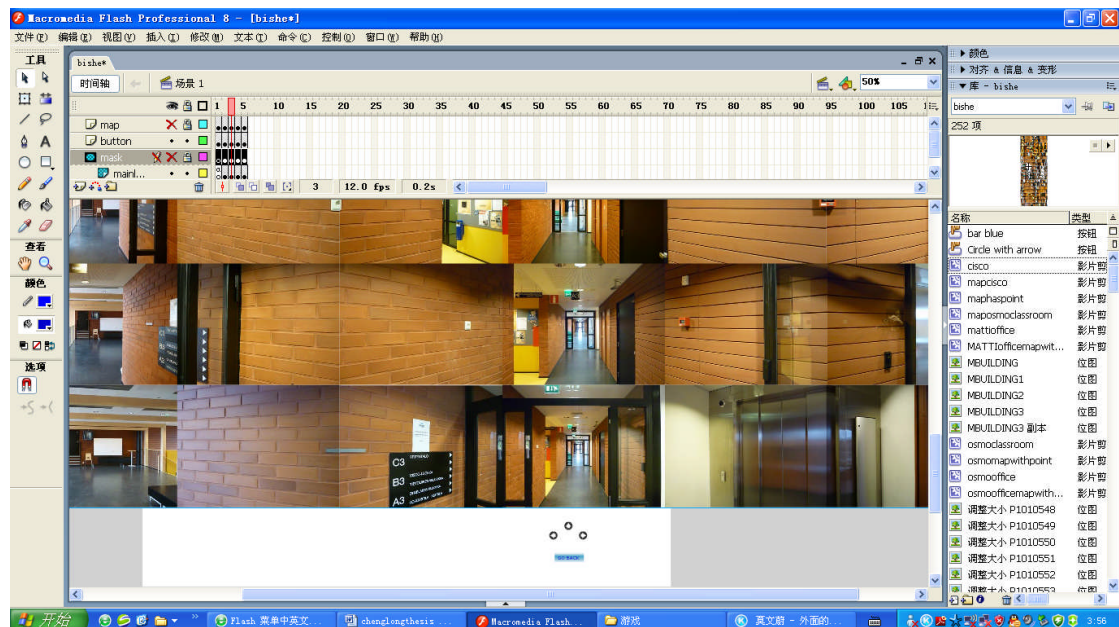 Macromedia Flash Professional 8 - [bishe*]
文件(F) 编辑(E) 视图(V) 插入(I) 修改(M) 文本(T) 命令(C) 控制(O) 窗口(W) 帮助(H)
工具
bishe*
时间轴 场景 1 50%
1 5 10 15 20 25 30 35 40 45 50 55 60 65 70 75 80 85 90 95 100 105
map
button
mask
mainl...
3 12.0 fps 0.2s
查看
颜色
选项
C3
B3
A3
GO BACK
颜色
对齐 & 信息 & 变形
库 - bishe
bishe
252 项
名称 类型
bar blue 按钮
Circle with arrow 按钮
cisco 影片剪
mapcisco 影片剪
maphaspoint 影片剪
maposmoclassroom 影片剪
mattioffice 影片剪
MATTIofficemapwit... 影片剪
MBUILDING 位图
MBUILDING1 位图
MBUILDING2 位图
MBUILDING3 位图
MBUILDING3 副本 位图
osmoclassroom 影片剪
osmomapwithpoint 影片剪
osmooffice 影片剪
osmoofficemapwith... 影片剪
调整大小 P1010548 位图
调整大小 P1010549 位图
调整大小 P1010550 位图
调整大小 P1010551 位图
调整大小 P1010552 位图
调整大小 P1010553 位图
开始 Flash 菜单中英文... chenglongthesis ... Macromedia Flash... 游戏 莫文蔚 - 外面的... 3:56